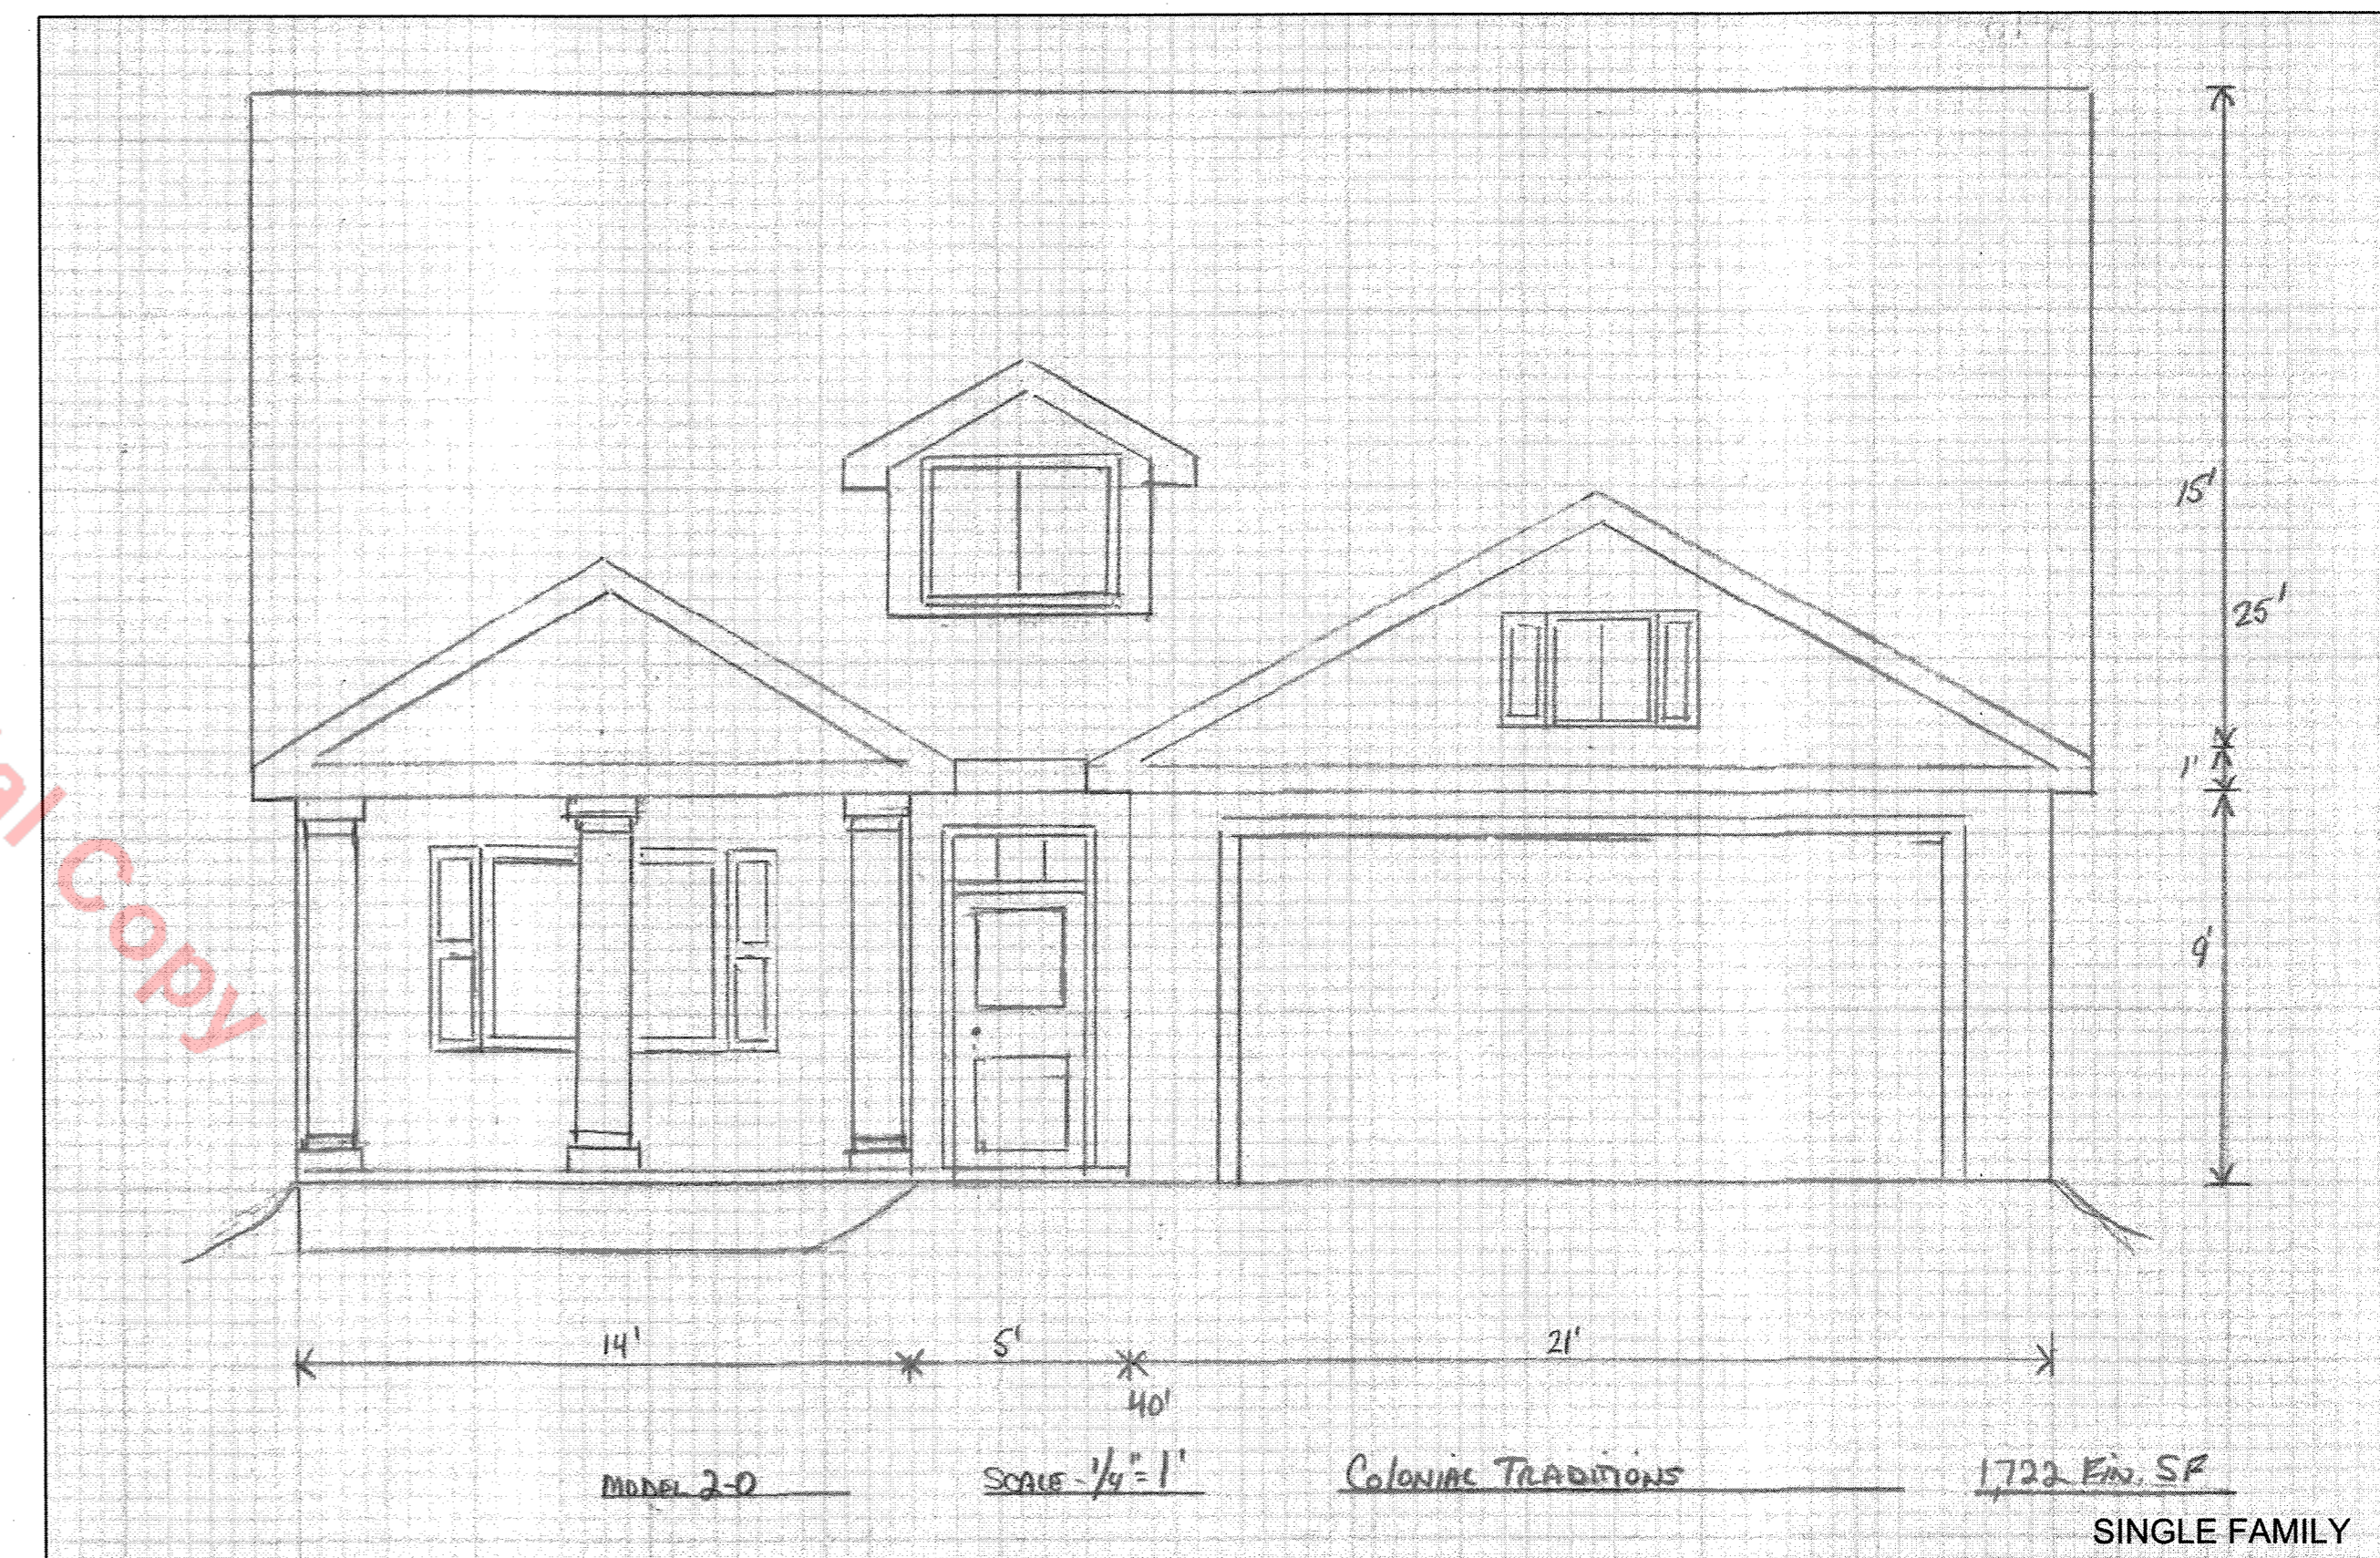 15'
25'
1'
9'
al Copy
14' 5' 21'
40'
MODEL 2-0 SCALE - 1/4" = 1' COLONIAL TRADITIONS 1,722 FIN. SF
SINGLE FAMILY